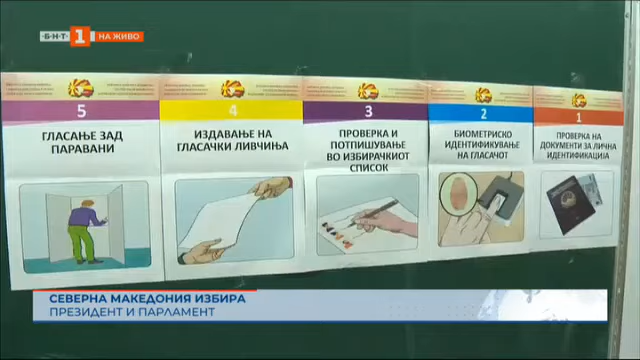 БНТ 1 НА ЖИВО
5
ГЛАСАЊЕ ЗАД
ПАРАВАНИ
4
ИЗДАВАЊЕ НА
ГЛАСАЧКИ ЛИВЧИЊА
3
ПРОВЕРКА И
ПОТПИШУВАЊЕ
ВО ИЗБИРАЧКИОТ
СПИСОК
2
БИОМЕТРИСКО
ИДЕНТИФИКУВАЊЕ
НА ГЛАСАЧОТ
1
ПРОВЕРКА НА
ДОКУМЕНТИ ЗА ЛИЧНА
ИДЕНТИФИКАЦИЈА
СЕВЕРНА МАКЕДОНИЯ ИЗБИРА
ПРЕЗИДЕНТ И ПАРЛАМЕНТ